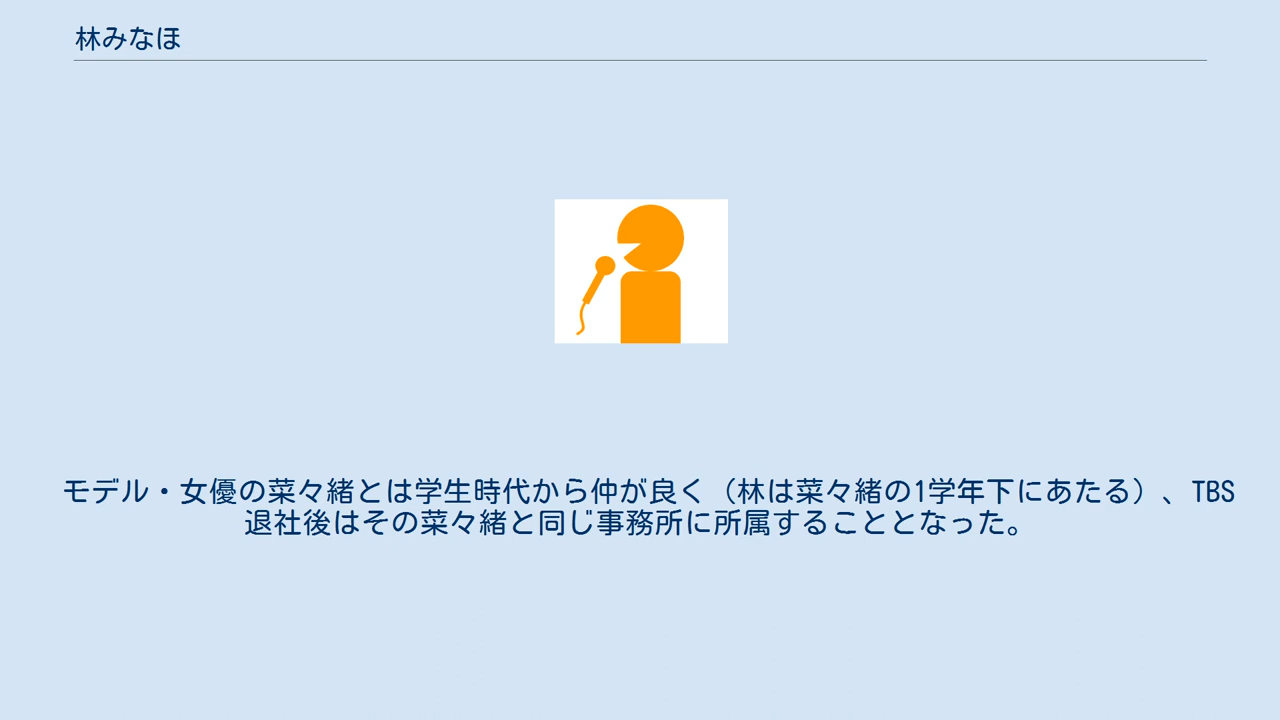 林みなほ
モデル・女優の菜々緒とは学生時代から仲が良く（林は菜々緒の1学年下にあたる）、TBS
退社後はその菜々緒と同じ事務所に所属することとなった。